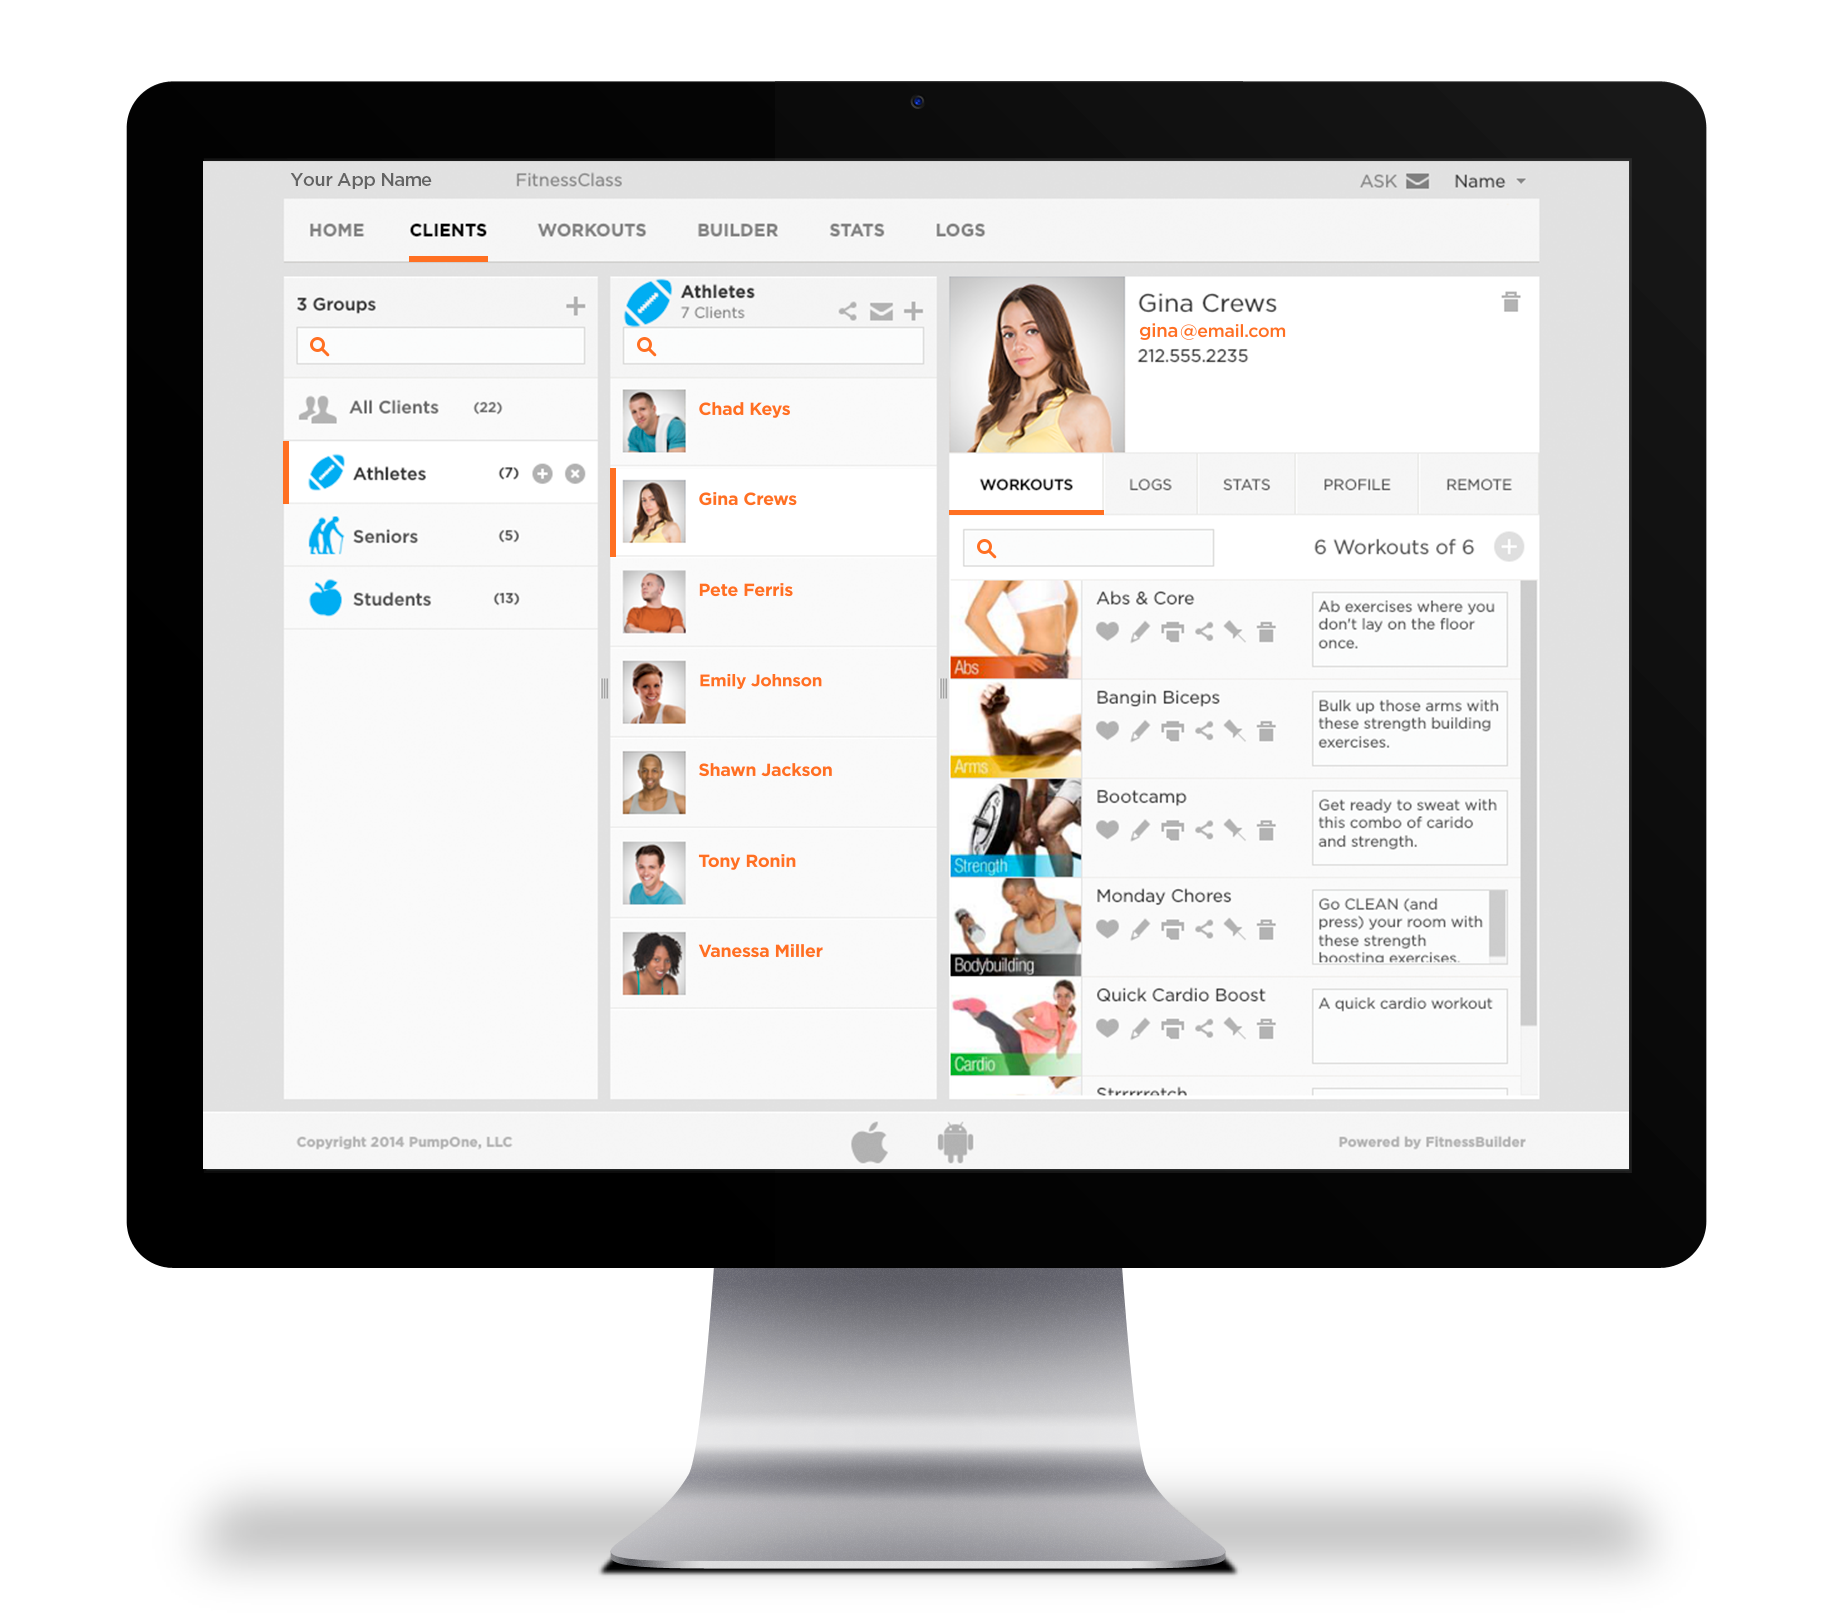 Your App Name
FitnessClass
ASK
Name
HOME
CLIENTS
WORKOUTS
BUILDER
STATS
LOGS
3 Groups
All Clients (22)
Athletes (7)
Seniors (5)
Students (13)
Athletes
7 Clients
Chad Keys
Gina Crews
Pete Ferris
Emily Johnson
Shawn Jackson
Tony Ronin
Vanessa Miller
Gina Crews
gina@email.com
212.555.2235
WORKOUTS
LOGS
STATS
PROFILE
REMOTE
6 Workouts of 6
Abs
Abs & Core
Ab exercises where you
don't lay on the floor
once.
Arms
Bangin Biceps
Bulk up those arms with
these strength building
exercises.
Strength
Bootcamp
Get ready to sweat with
this combo of carido
and strength.
Bodybuilding
Monday Chores
Go CLEAN (and
press) your room with
these strength
boosting exercises.
Cardio
Quick Cardio Boost
A quick cardio workout
Strrrrretch
Copyright 2014 PumpOne, LLC
Powered by FitnessBuilder